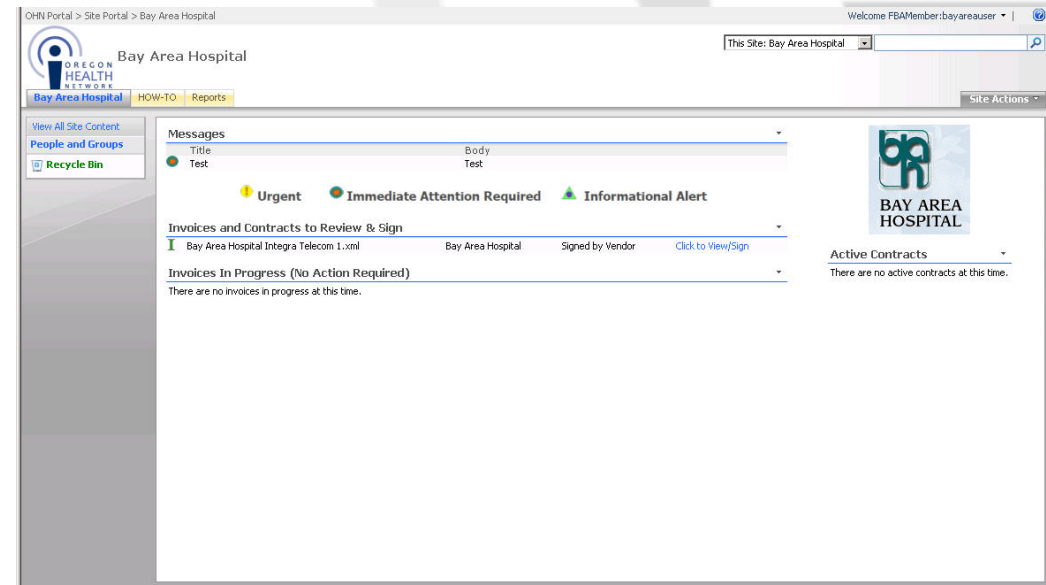 OHN Portal > Site Portal > Bay Area Hospital
Welcome FBAMember:bayareauser
OREGON
HEALTH
NETWORK
Bay Area Hospital
This Site: Bay Area Hospital
Bay Area Hospital HOW-TO Reports
Site Actions
View All Site Content
People and Groups
Recycle Bin
Messages
Title Body
Test Test
Urgent Immediate Attention Required Informational Alert
Invoices and Contracts to Review & Sign
I Bay Area Hospital Integra Telecom 1.xml Bay Area Hospital Signed by Vendor Click to View/Sign
Invoices In Progress (No Action Required)
There are no invoices in progress at this time.
bah
BAY AREA
HOSPITAL
Active Contracts
There are no active contracts at this time.